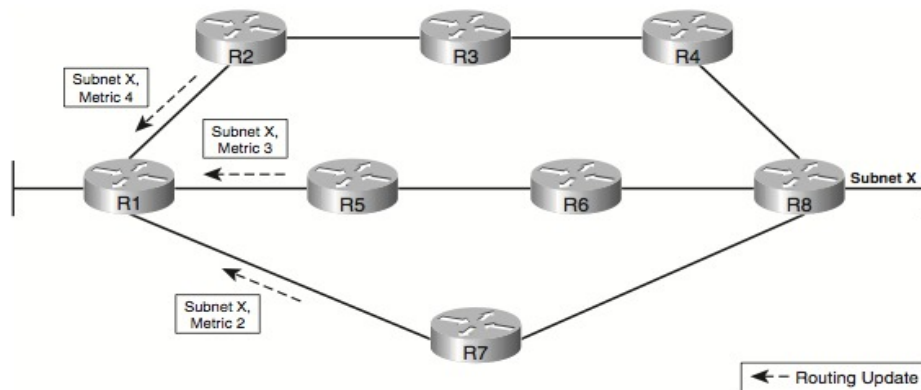 R2
R3
R4
Subnet X,
Metric 4
Subnet X,
Metric 3
Subnet X
R1
R5
R6
R8
Subnet X,
Metric 2
R7
Routing Update